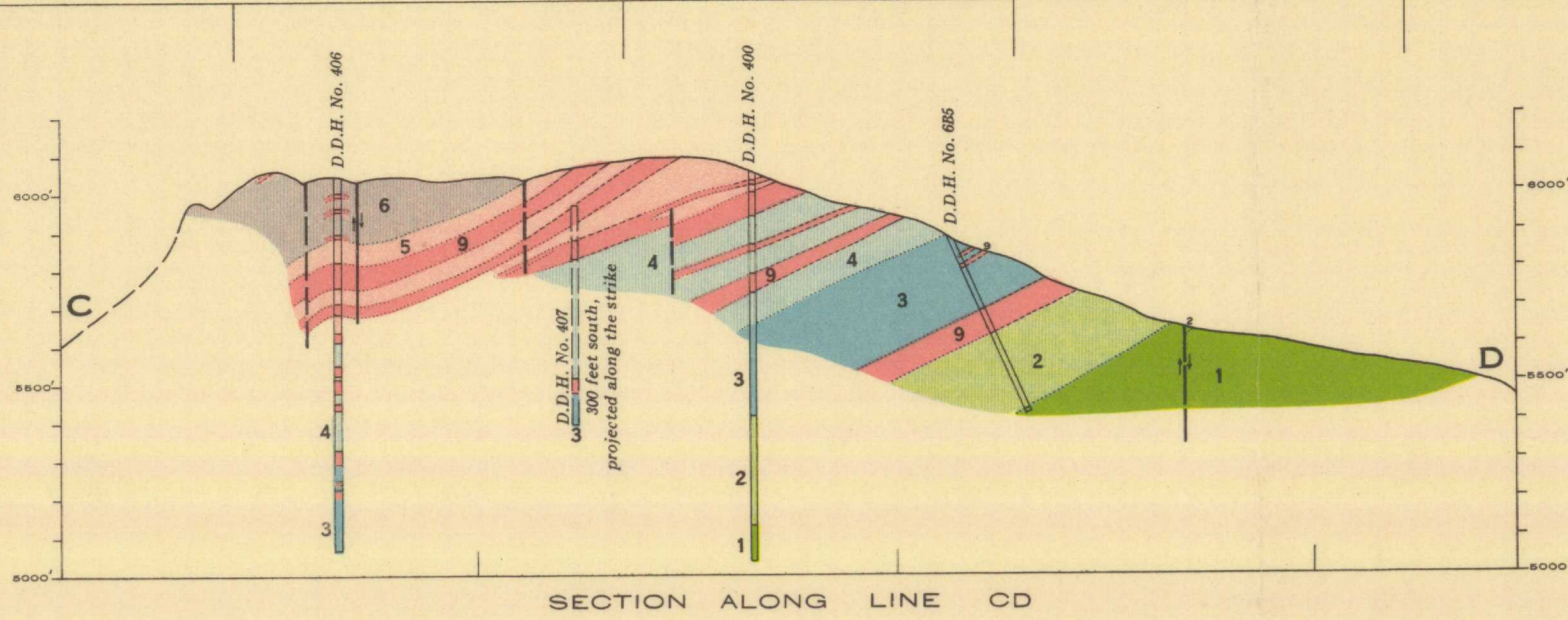 D.D.H. No. 406
D.D.H. No. 400
D.D.H. No. 6B5
6000'
6000'
6
5
9
4
9
4
3
9
9
2
2
1
C
D
D.D.H. No. 407
300 feet south,
projected along the strike
3
5500'
5500'
4
3
3
2
1
5000'
5000
SECTION ALONG LINE CD